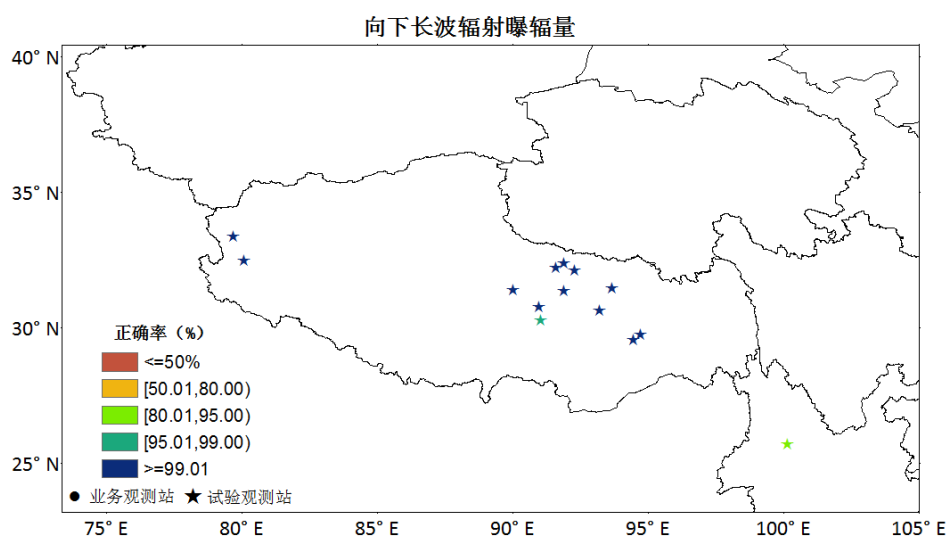 向下长波辐射曝辐量
40° N
35° N
30° N
25° N
正确率（%）
<=50%
[50.01,80.00)
[80.01,95.00)
[95.01,99.00)
>=99.01
业务观测站 试验观测站
75° E 80° E 85° E 90° E 95° E 100° E 105° E